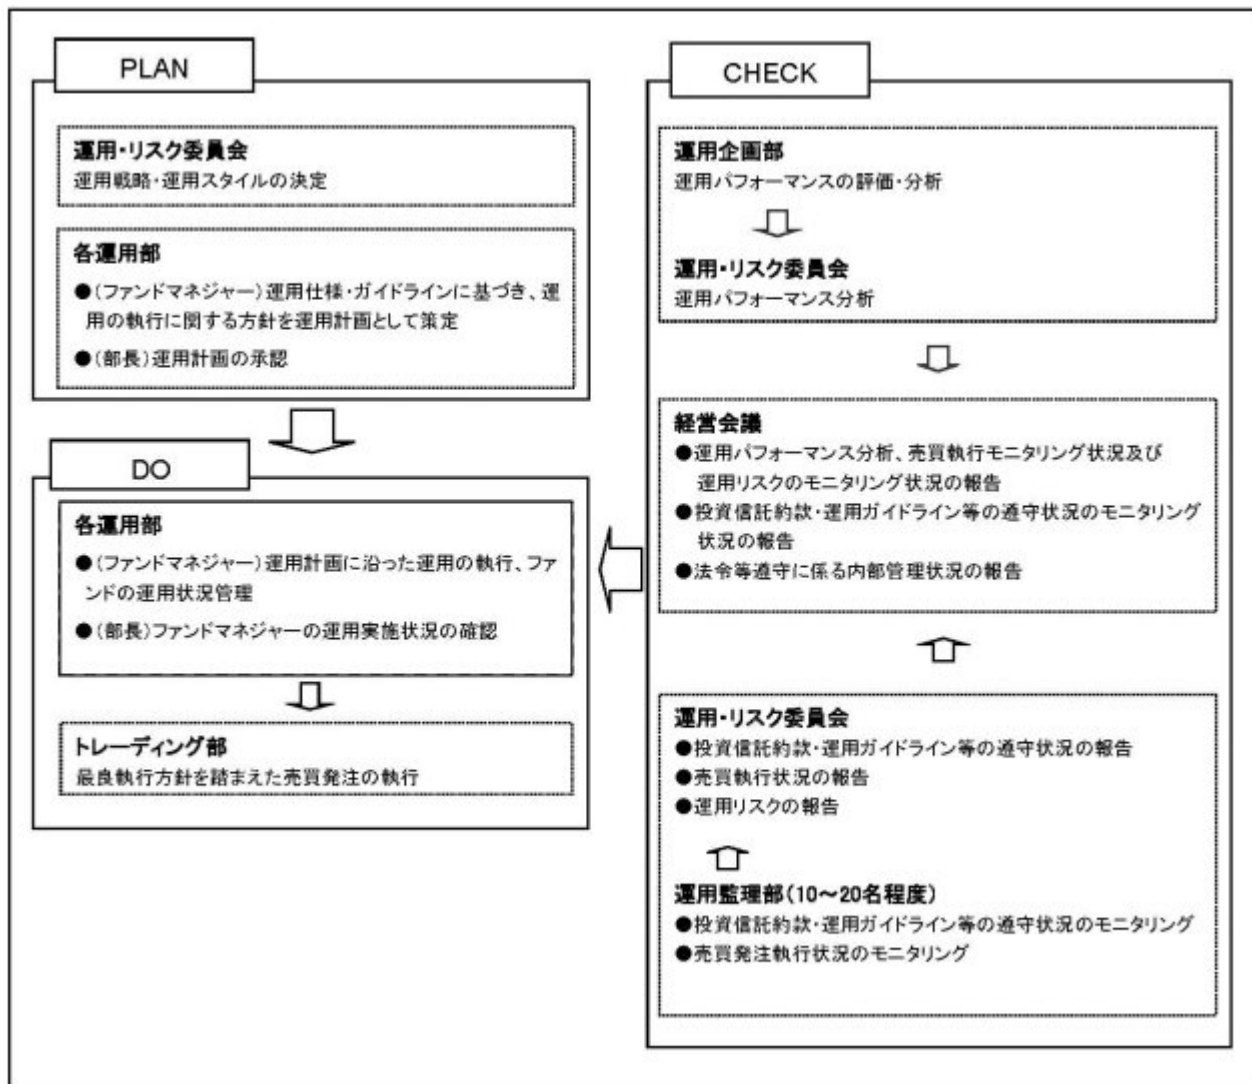 PLAN
運用・リスク委員会
運用戦略・運用スタイルの決定
各運用部
●(ファンドマネジャー)運用仕様・ガイドラインに基づき、運
用の執行に関する方針を運用計画として策定
●(部長)運用計画の承認
DO
各運用部
●(ファンドマネジャー)運用計画に沿った運用の執行、ファ
ンドの運用状況管理
●(部長)ファンドマネジャーの運用実施状況の確認
トレーディング部
最良執行方針を踏まえた売買発注の執行
CHECK
運用企画部
運用パフォーマンスの評価・分析
運用・リスク委員会
運用パフォーマンス分析
経営会議
●運用パフォーマンス分析、売買執行モニタリング状況及び
運用リスクのモニタリング状況の報告
●投資信託約款・運用ガイドライン等の遵守状況のモニタリング
状況の報告
●法令等遵守に係る内部管理状況の報告
運用・リスク委員会
●投資信託約款・運用ガイドライン等の遵守状況の報告
●売買執行状況の報告
●運用リスクの報告
運用監理部(10～20名程度)
●投資信託約款・運用ガイドライン等の遵守状況のモニタリング
●売買発注執行状況のモニタリング